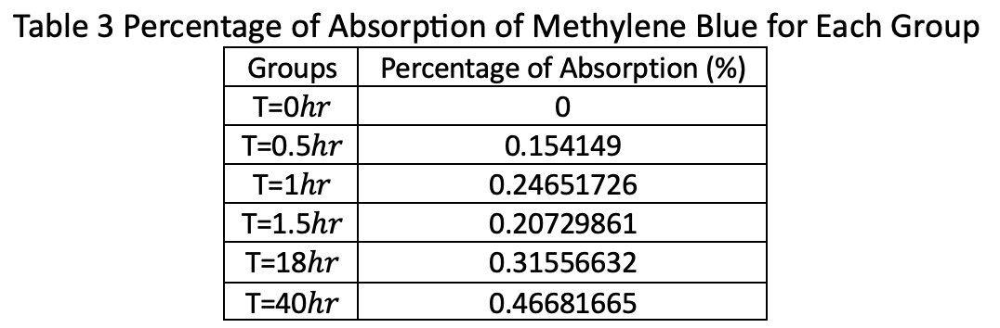 Table 3 Percentage of Absorption of Methylene Blue for Each Group
Groups Percentage of Absorption (%)
T=0hr 0
T=0.5hr 0.154149
T=1hr 0.24651726
T=1.5hr 0.20729861
T=18hr 0.31556632
T=40hr 0.46681665